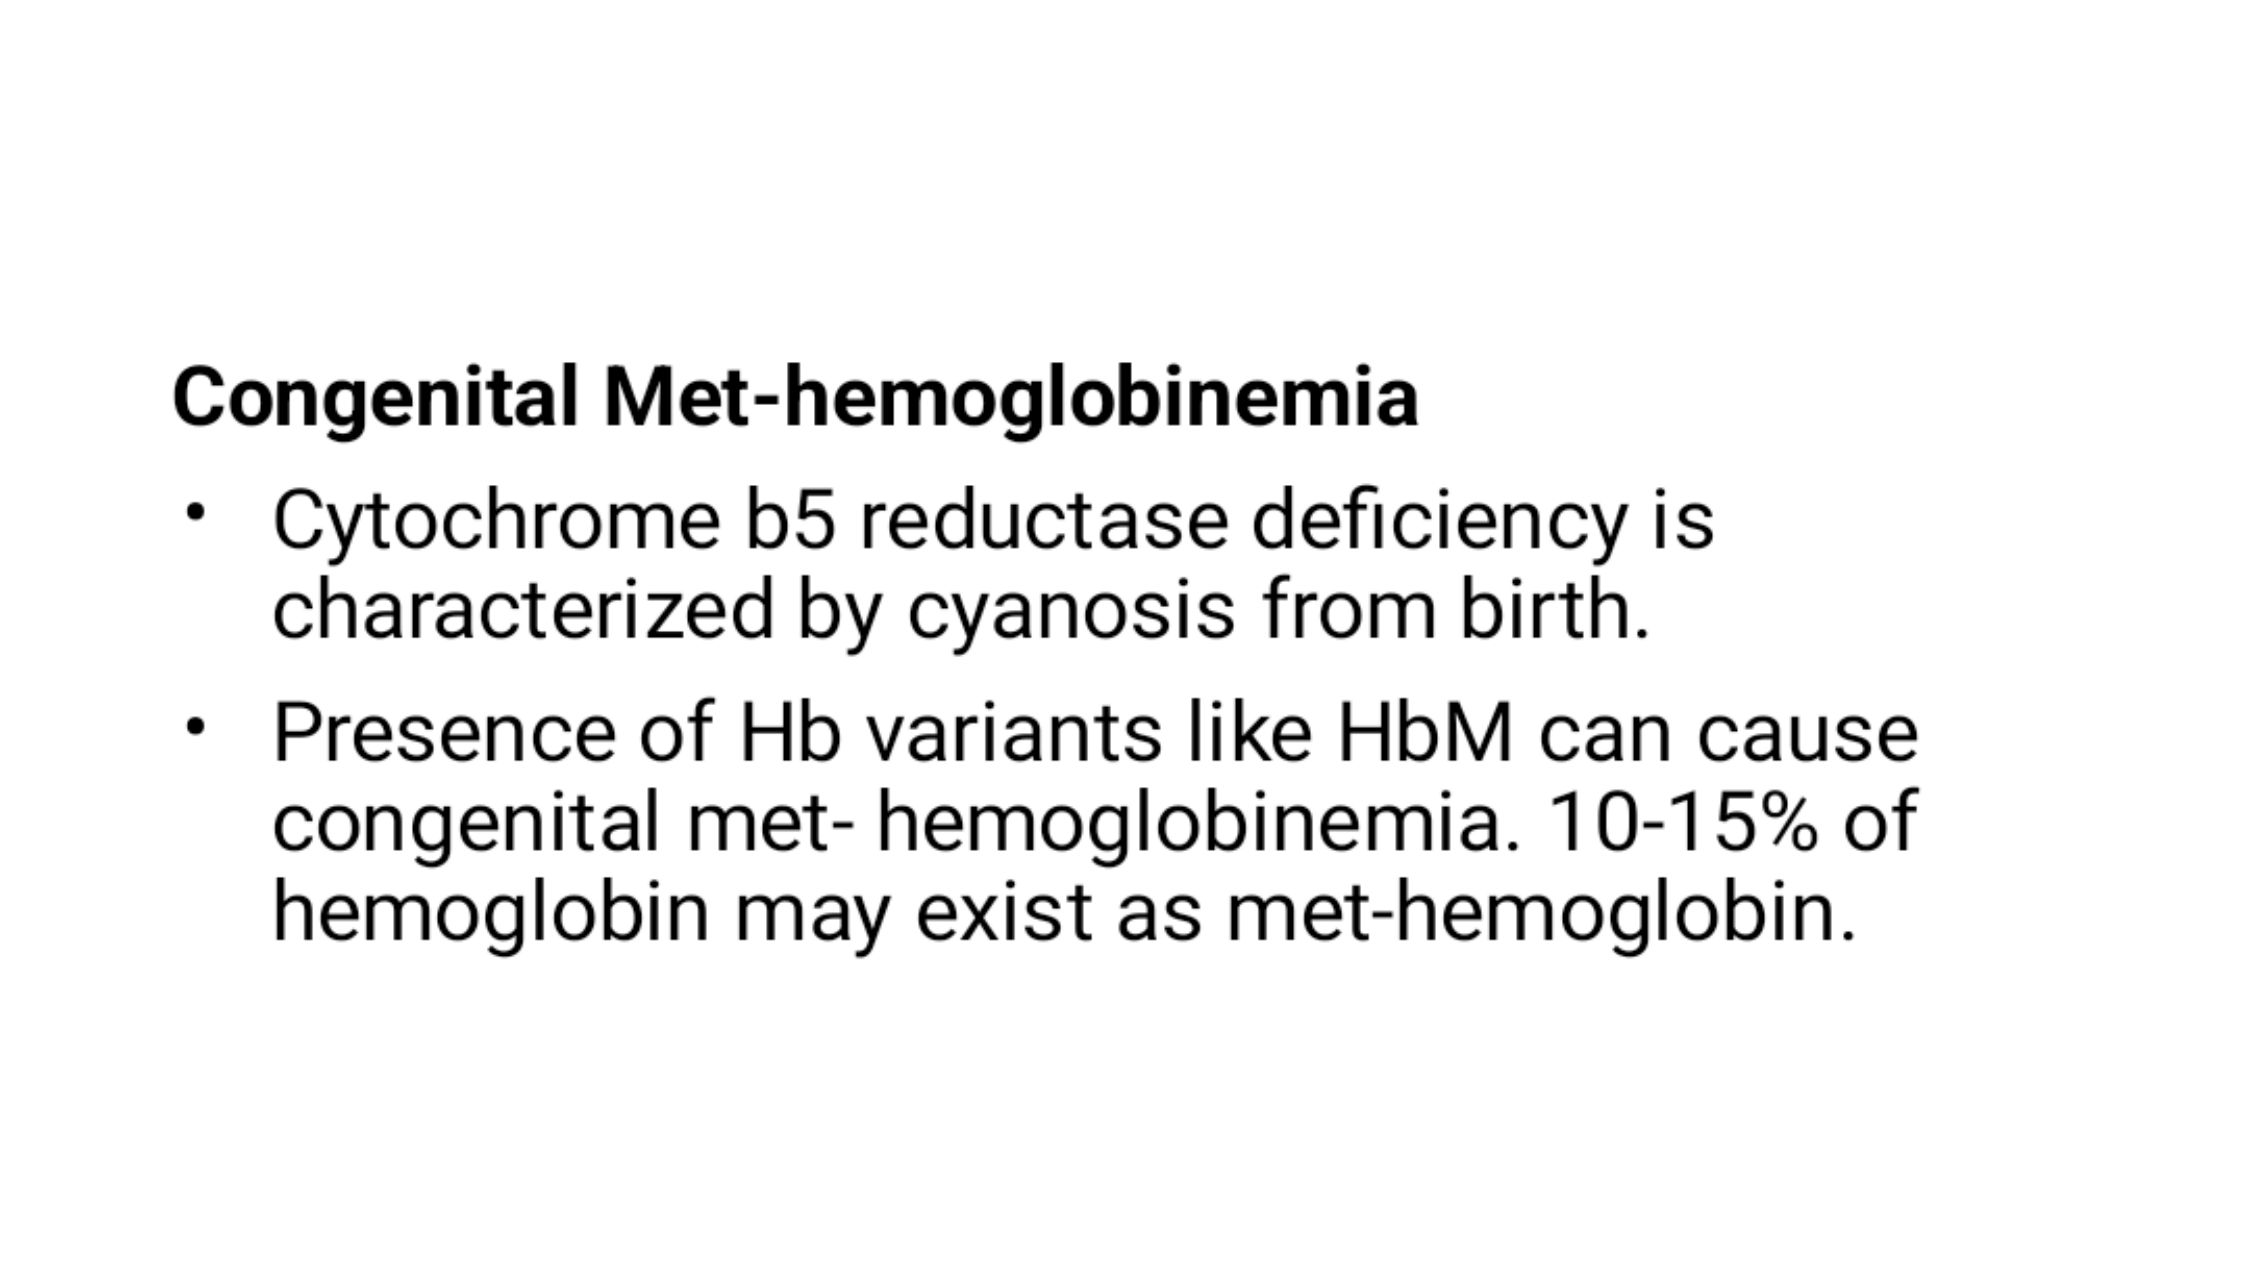 Congenital Met-hemoglobinemia
• Cytochrome b5 reductase deficiency is
characterized by cyanosis from birth.
• Presence of Hb variants like HbM can cause
congenital met- hemoglobinemia. 10-15% of
hemoglobin may exist as met-hemoglobin.